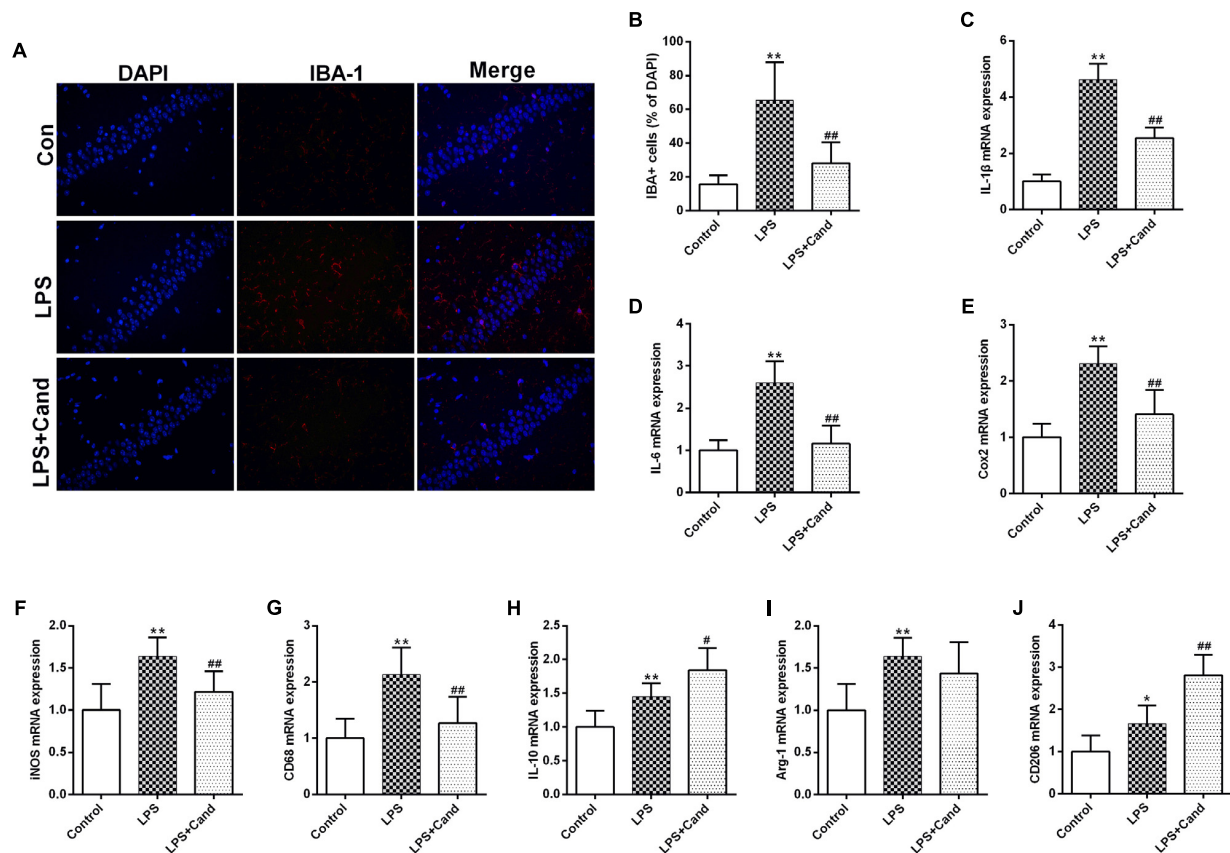 A
DAPI IBA-1 Merge
Con
LPS
LPS+Cand
B
IBA+ cells (% of DAPI)
100
80
60
40
20
0
**
##
Control LPS LPS+Cand
C
IL-1β mRNA expression
6
4
2
0
**
##
Control LPS LPS+Cand
D
IL-6 mRNA expression
4
3
2
1
0
**
##
Control LPS LPS+Cand
E
Cox2 mRNA expression
3
2
1
0
**
##
Control LPS LPS+Cand
F
iNOS mRNA expression
2.0
1.5
1.0
0.5
0.0
**
##
Control LPS LPS+Cand
G
CD68 mRNA expression
3
2
1
0
**
##
Control LPS LPS+Cand
H
IL-10 mRNA expression
2.5
2.0
1.5
1.0
0.5
0.0
**
#
Control LPS LPS+Cand
I
Arg-1 mRNA expression
2.0
1.5
1.0
0.5
0.0
**
Control LPS LPS+Cand
J
CD206 mRNA expression
4
3
2
1
0
*
##
Control LPS LPS+Cand